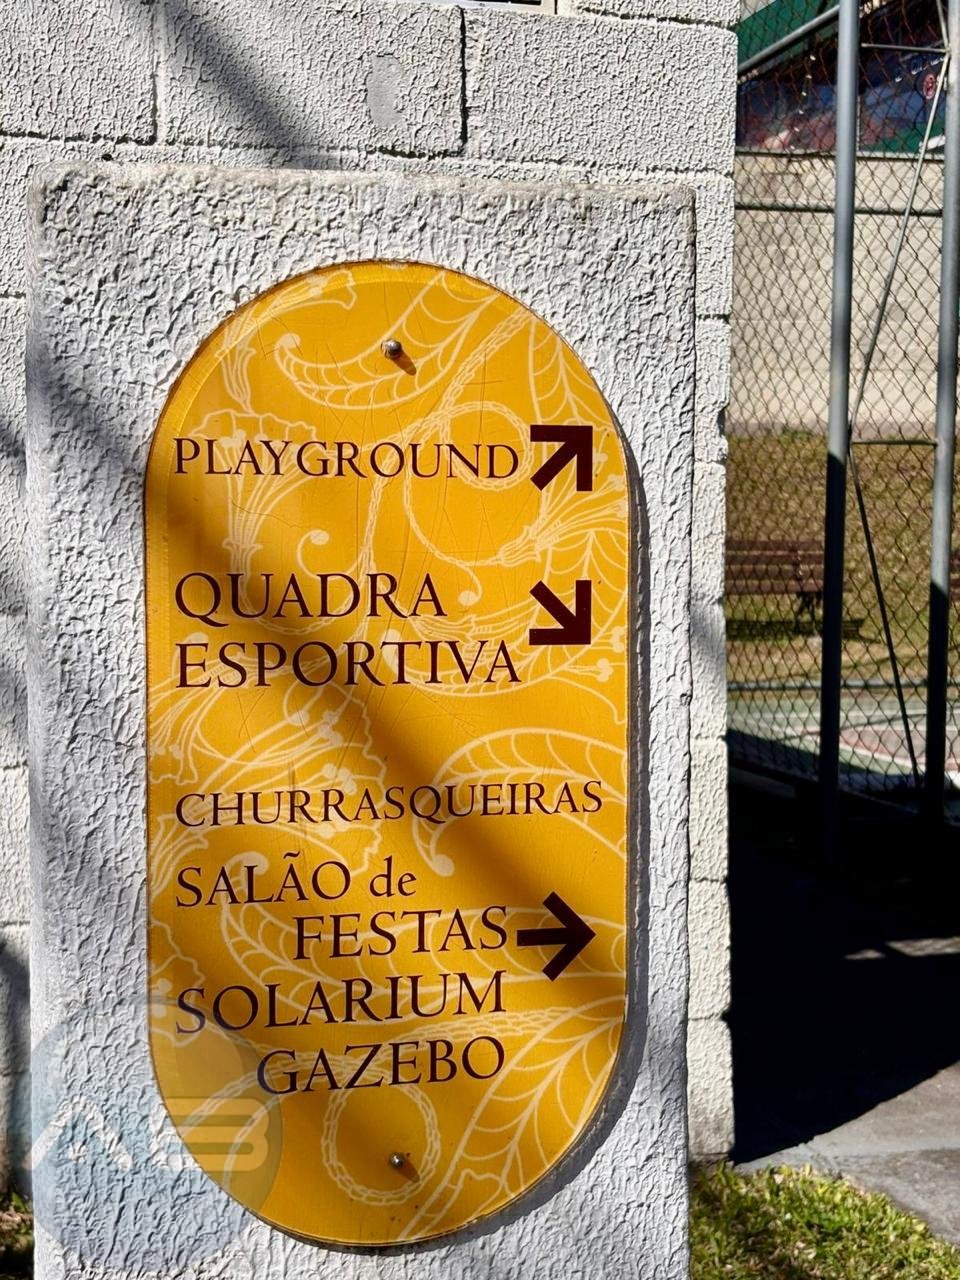 PLAYGROUND
QUADRA
ESPORTIVA
CHURRASQUEIRAS
SALÃO de
FESTAS
SOLARIUM
GAZEBO